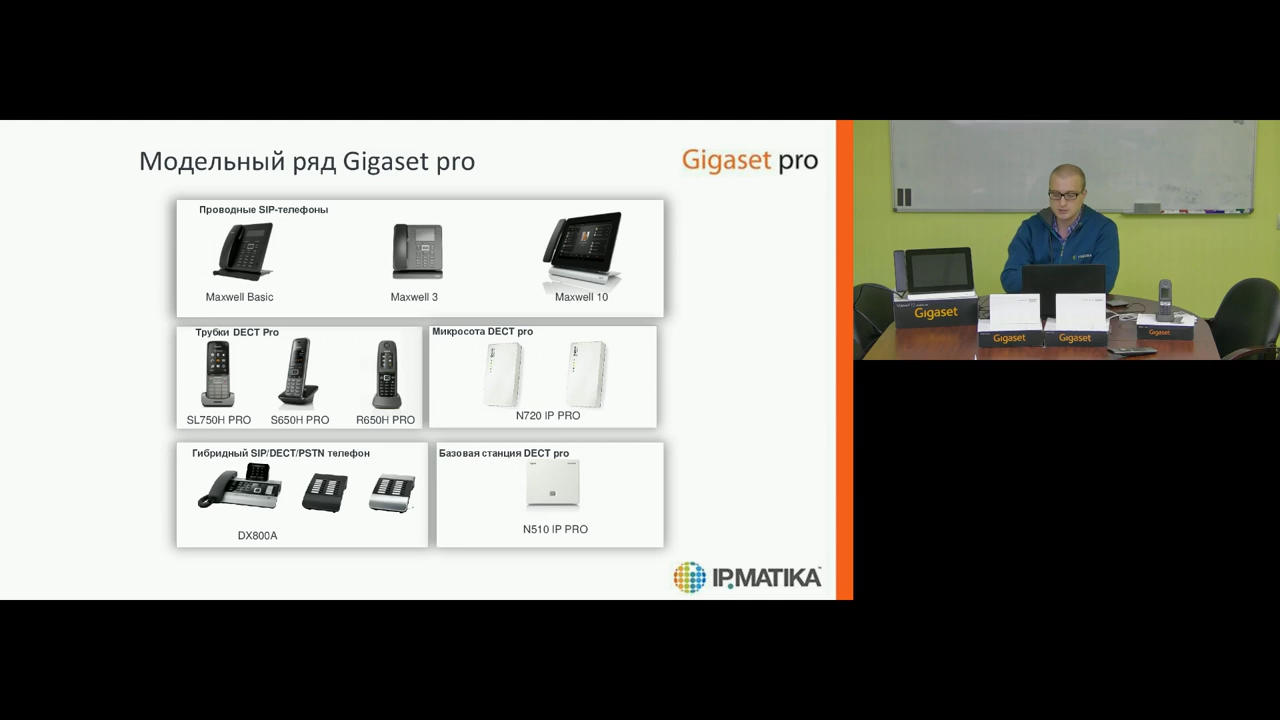 Модельный ряд Gigaset pro
Gigaset pro
Проводные SIP-телефоны
Maxwell Basic
Maxwell 3
Maxwell 10
Трубки DECT Pro
SL750H PRO
S650H PRO
R650H PRO
Микросота DECT pro
N720 IP PRO
Гибридный SIP/DECT/PSTN телефон
DX800A
Базовая станция DECT pro
N510 IP PRO
IPMATIKA
Gigaset
Gigaset
Gigaset
Gigaset